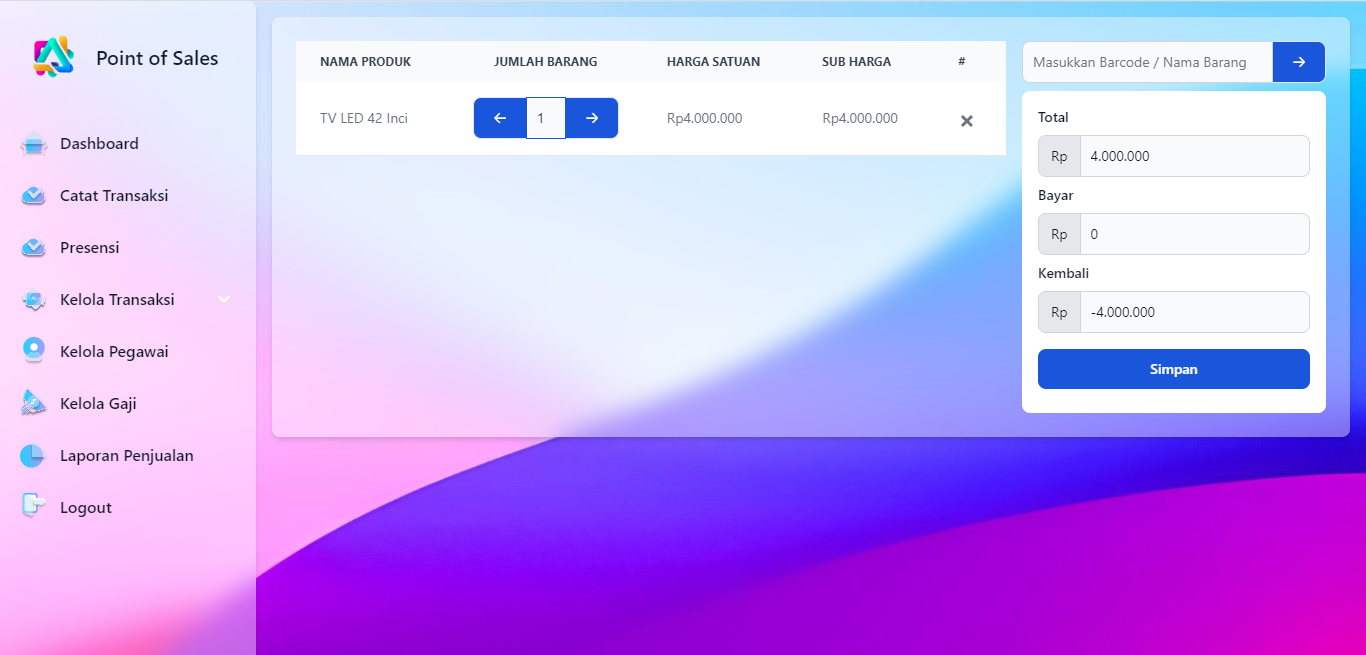 Point of Sales
Dashboard
Catat Transaksi
Presensi
Kelola Transaksi
Kelola Pegawai
Kelola Gaji
Laporan Penjualan
Logout
NAMA PRODUK JUMLAH BARANG HARGA SATUAN SUB HARGA #
TV LED 42 Inci 1 Rp4.000.000 Rp4.000.000
Masukkan Barcode / Nama Barang
Total
Rp 4.000.000
Bayar
Rp 0
Kembali
Rp -4.000.000
Simpan